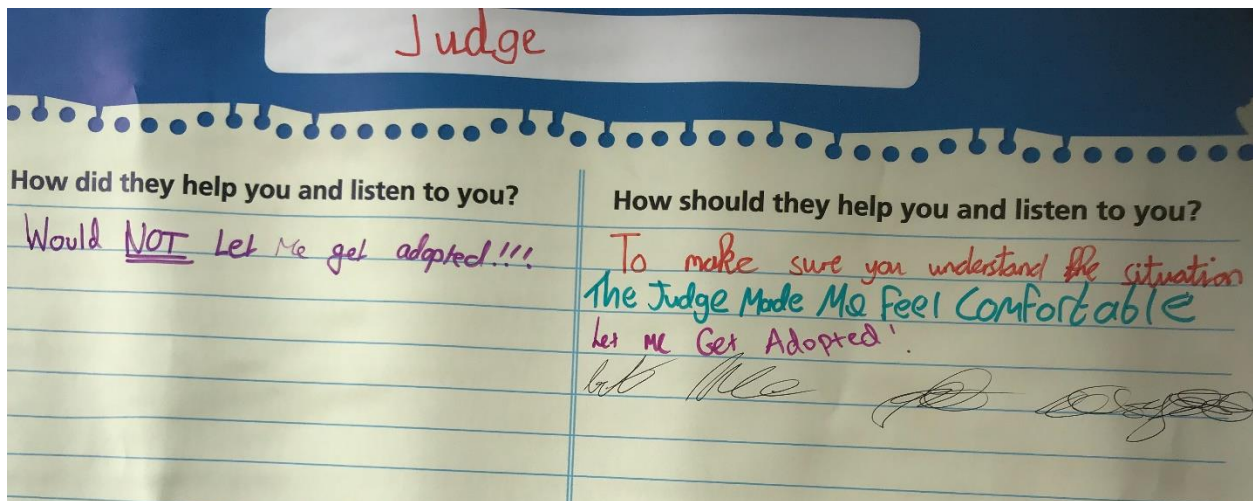 Judge
How did they help you and listen to you?
Would NOT Let Me get adopted!!!
How should they help you and listen to you?
To make sure you understand the situation
The Judge Made Me Feel Comfortable
Let me Get Adopted!